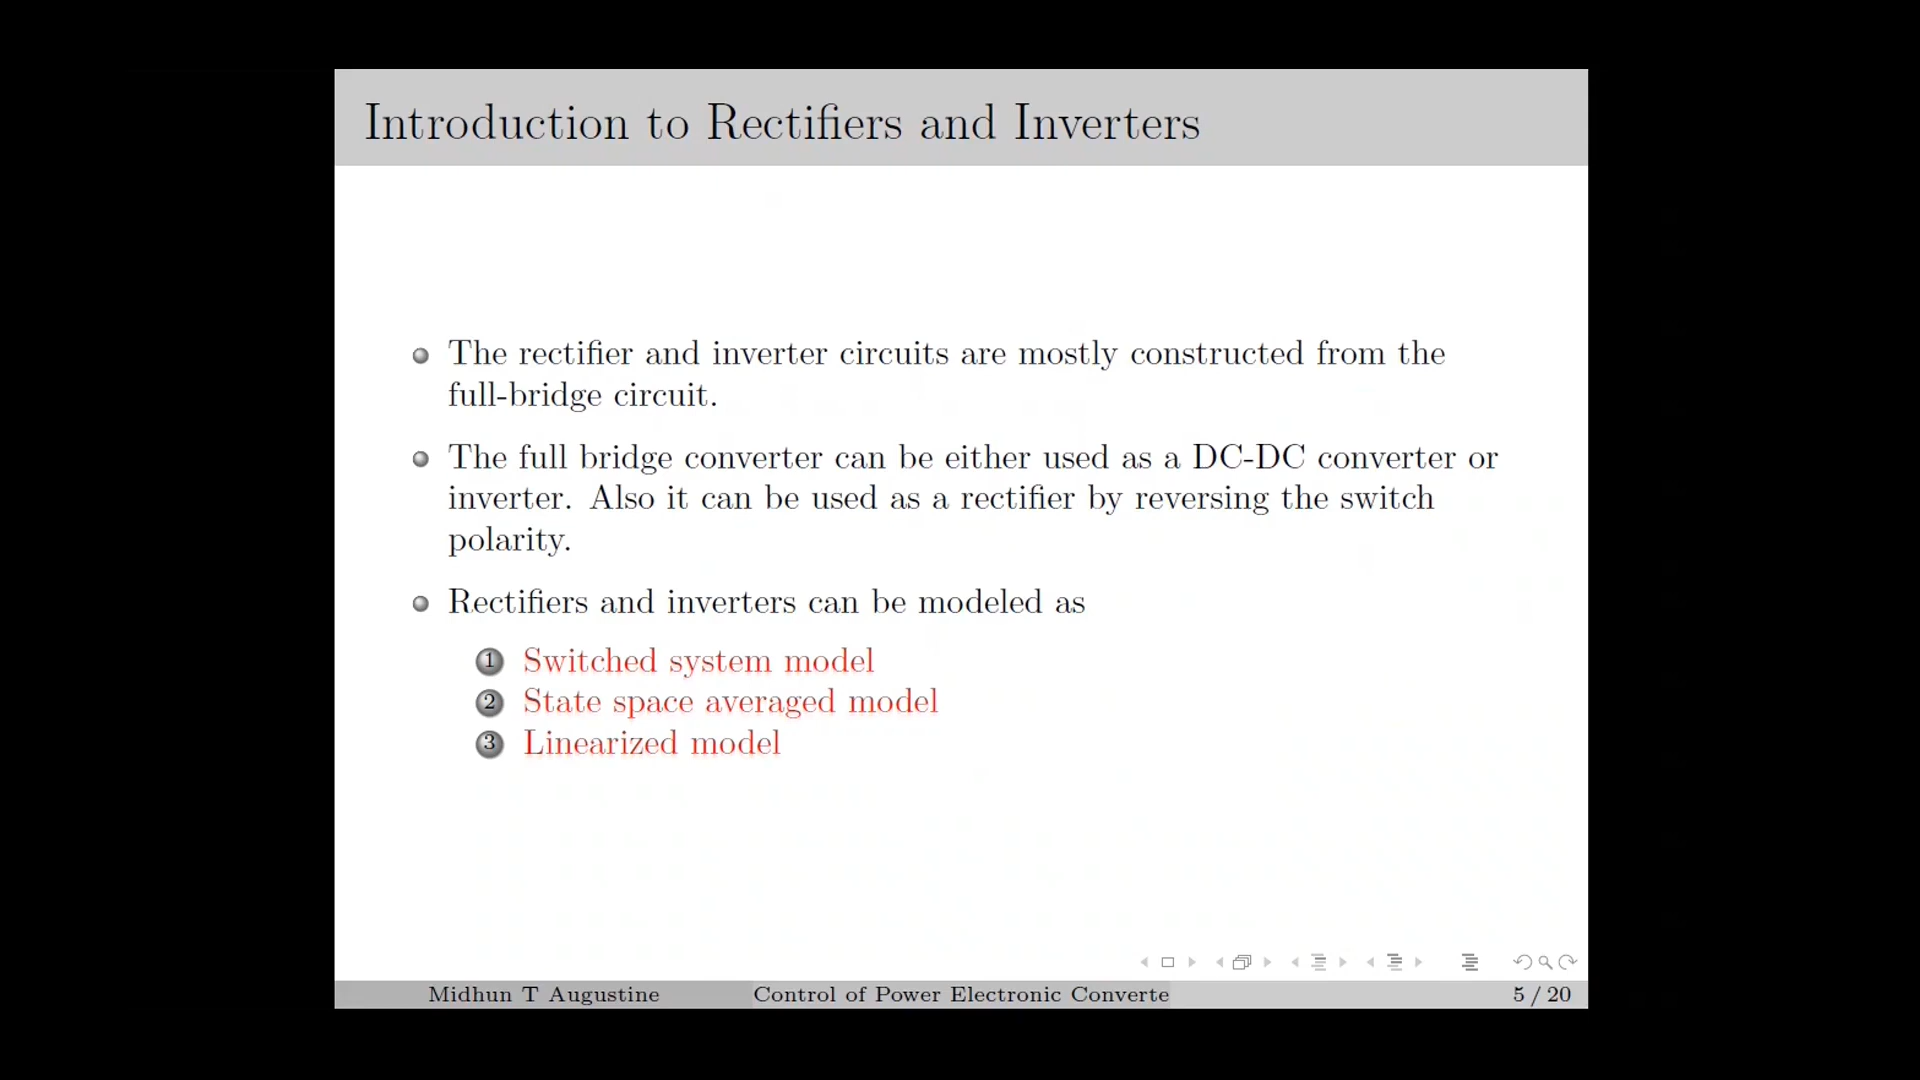 Introduction to Rectifiers and Inverters
The rectifier and inverter circuits are mostly constructed from the
full-bridge circuit.
The full bridge converter can be either used as a DC-DC converter or
inverter. Also it can be used as a rectifier by reversing the switch
polarity.
Rectifiers and inverters can be modeled as
1 Switched system model
2 State space averaged model
3 Linearized model
Midhun T Augustine Control of Power Electronic Converte 5 / 20